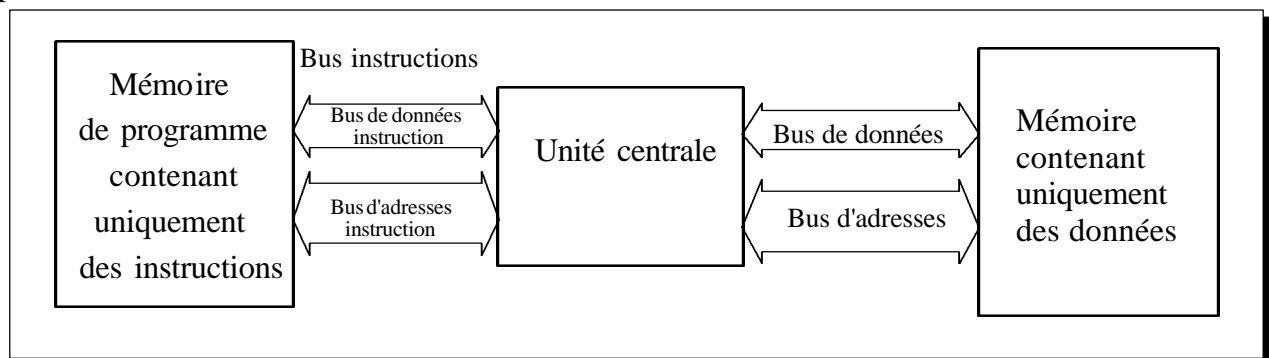 Mémoire
de programme
contenant
uniquement
des instructions
Bus instructions
Bus de données
instruction
Bus d'adresses
instruction
Unité centrale
Bus de données
Bus d'adresses
Mémoire
contenant
uniquement
des données